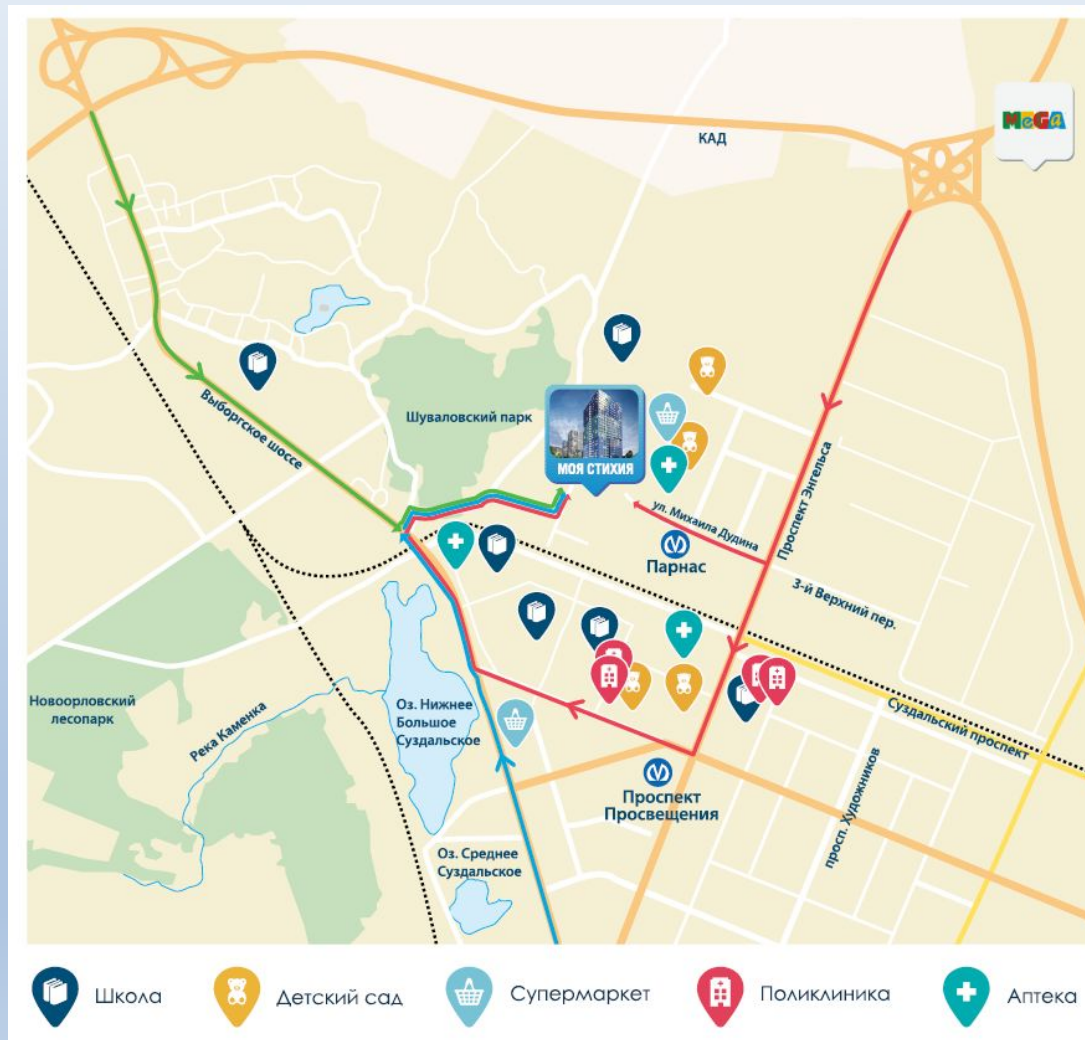 MEGA
КАД
Выборгское шоссе
Шуваловский парк
МОЯ СТИХИЯ
ул. Михаила Дудина
Проспект Энгельса
Парнас
3-й Верхний пер.
Новоорловский
лесопарк
Река Каменка
Оз. Нижнее
Большое
Суздальское
Суздальский проспект
Проспект
Просвещения
просп. Художников
Оз. Среднее
Суздальское
Школа
Детский сад
Супермаркет
Поликлиника
Аптека